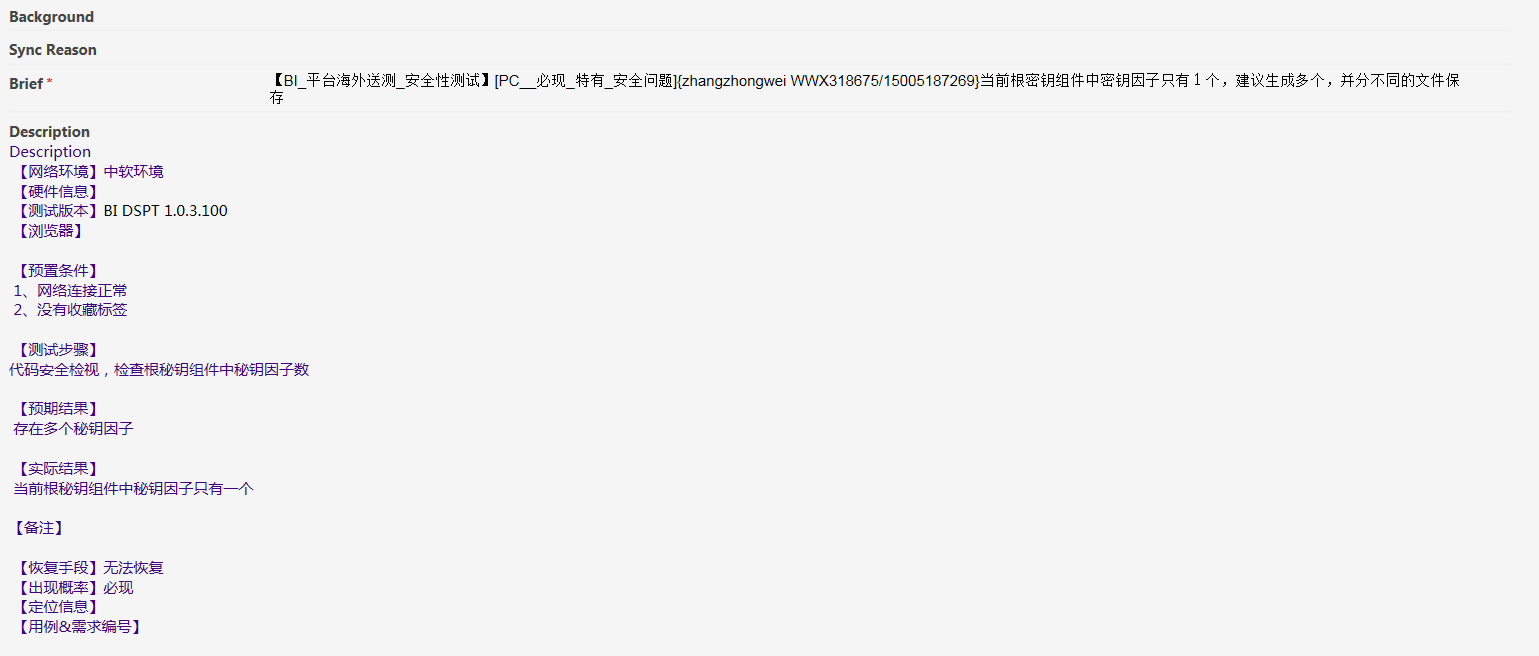 Background
Sync Reason
Brief *
【BI_平台海外送测_安全性测试】[PC__必现_特有_安全问题]{zhangzhongwei WWX318675/15005187269}当前根密钥组件中密钥因子只有１个，建议生成多个，并分不同的文件保
存
Description
Description
【网络环境】中软环境
【硬件信息】
【测试版本】BI DSPT 1.0.3.100
【浏览器】
【预置条件】
1、网络连接正常
2、没有收藏标签
【测试步骤】
代码安全检视，检查根秘钥组件中秘钥因子数
【预期结果】
存在多个秘钥因子
【实际结果】
当前根秘钥组件中秘钥因子只有一个
【备注】
【恢复手段】无法恢复
【出现概率】必现
【定位信息】
【用例&需求编号】